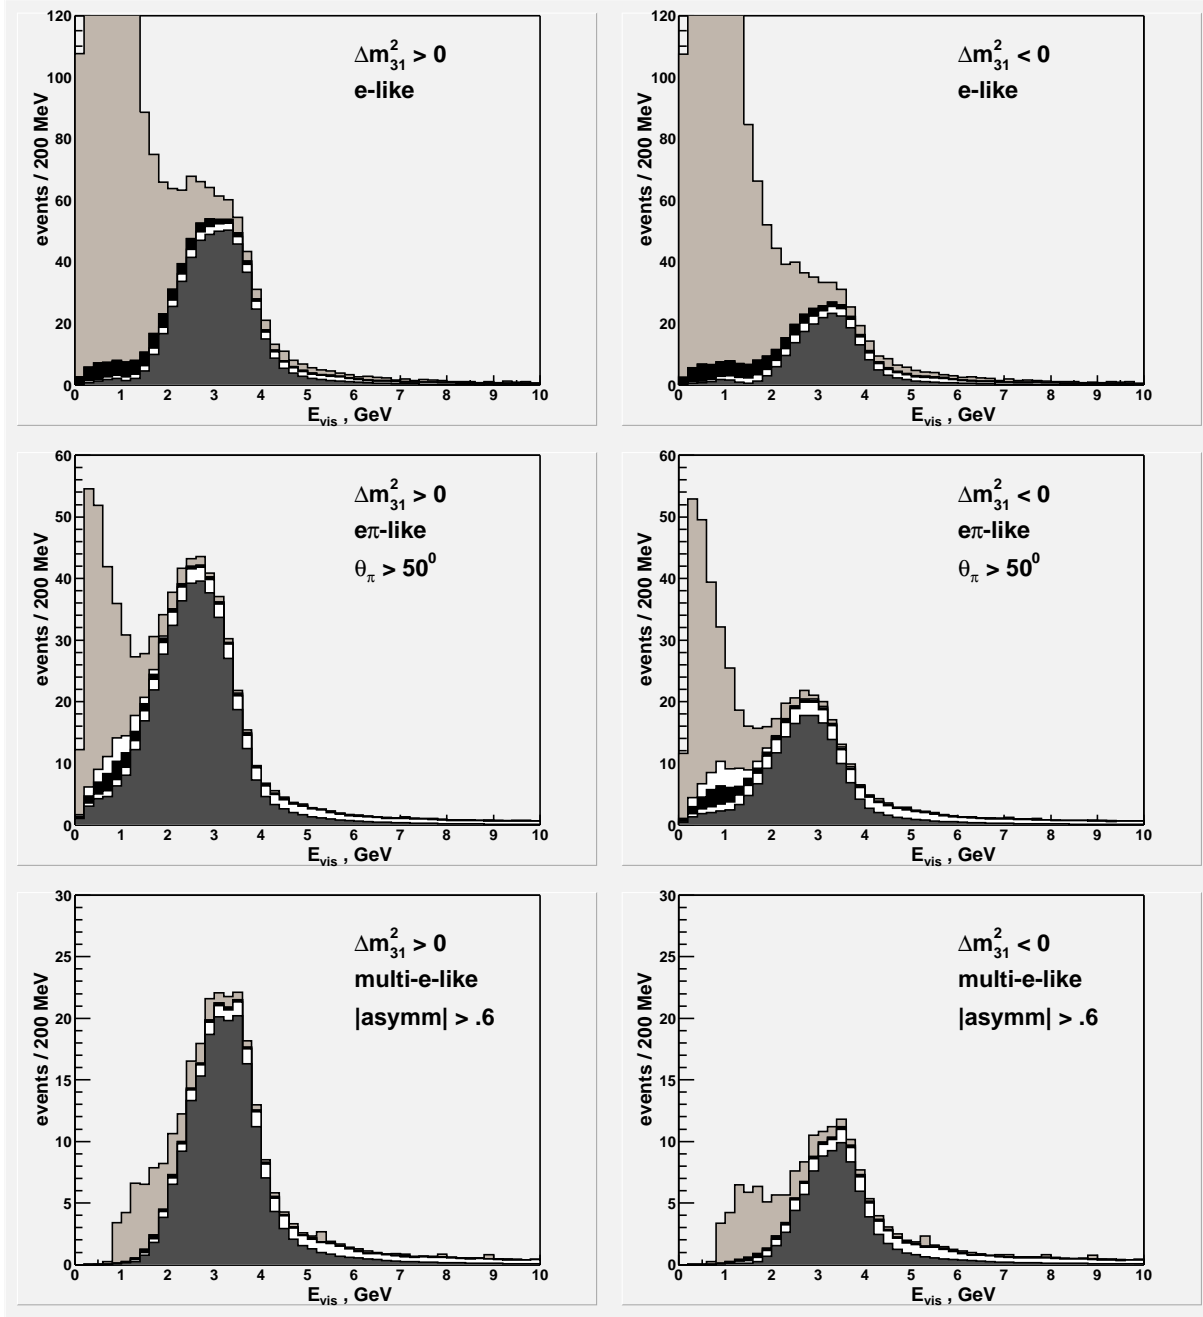 120
100
80
60
40
20
0
events / 200 MeV
Δm²₃₁ > 0
e-like
0 1 2 3 4 5 6 7 8 9 10
E_vis , GeV
120
100
80
60
40
20
0
events / 200 MeV
Δm²₃₁ < 0
e-like
0 1 2 3 4 5 6 7 8 9 10
E_vis , GeV
60
50
40
30
20
10
0
events / 200 MeV
Δm²₃₁ > 0
eπ-like
θ_π > 50⁰
0 1 2 3 4 5 6 7 8 9 10
E_vis , GeV
60
50
40
30
20
10
0
events / 200 MeV
Δm²₃₁ < 0
eπ-like
θ_π > 50⁰
0 1 2 3 4 5 6 7 8 9 10
E_vis , GeV
30
25
20
15
10
5
0
events / 200 MeV
Δm²₃₁ > 0
multi-e-like
|asymm| > .6
0 1 2 3 4 5 6 7 8 9 10
E_vis , GeV
30
25
20
15
10
5
0
events / 200 MeV
Δm²₃₁ < 0
multi-e-like
|asymm| > .6
0 1 2 3 4 5 6 7 8 9 10
E_vis , GeV